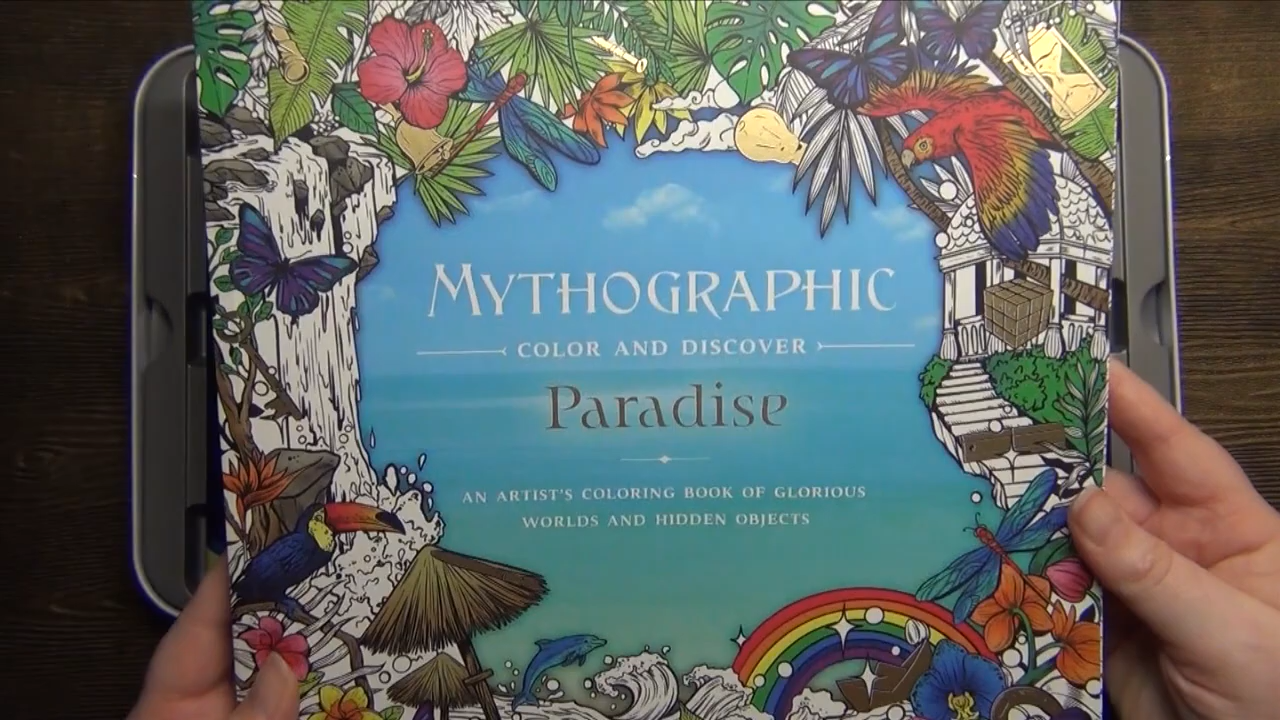 MYTHOGRAPHIC
COLOR AND DISCOVER
Paradise
AN ARTIST'S COLORING BOOK OF GLORIOUS
WORLDS AND HIDDEN OBJECTS